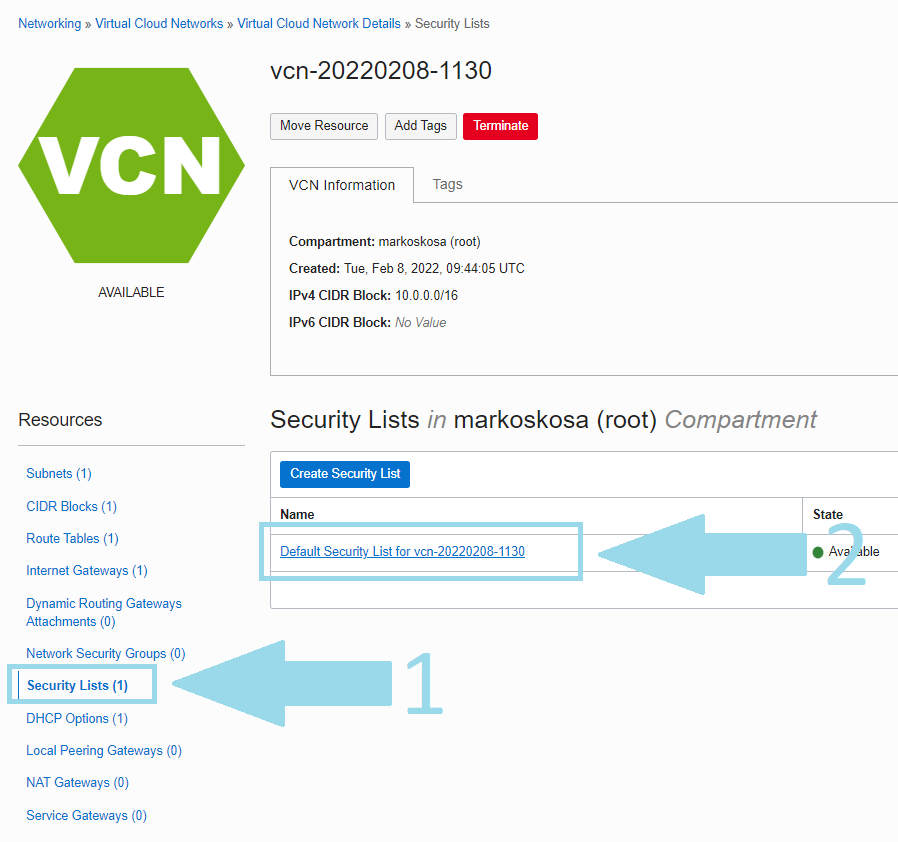 Networking » Virtual Cloud Networks » Virtual Cloud Network Details » Security Lists
VCN
AVAILABLE
vcn-20220208-1130
Move Resource
Add Tags
Terminate
VCN Information
Tags
Compartment: markoskosa (root)
Created: Tue, Feb 8, 2022, 09:44:05 UTC
IPv4 CIDR Block: 10.0.0.0/16
IPv6 CIDR Block: No Value
Resources
Subnets (1)
CIDR Blocks (1)
Route Tables (1)
Internet Gateways (1)
Dynamic Routing Gateways
Attachments (0)
Network Security Groups (0)
Security Lists (1)
1
DHCP Options (1)
Local Peering Gateways (0)
NAT Gateways (0)
Service Gateways (0)
Security Lists in markoskosa (root) Compartment
Create Security List
Name
State
Default Security List for vcn-20220208-1130
Available
2